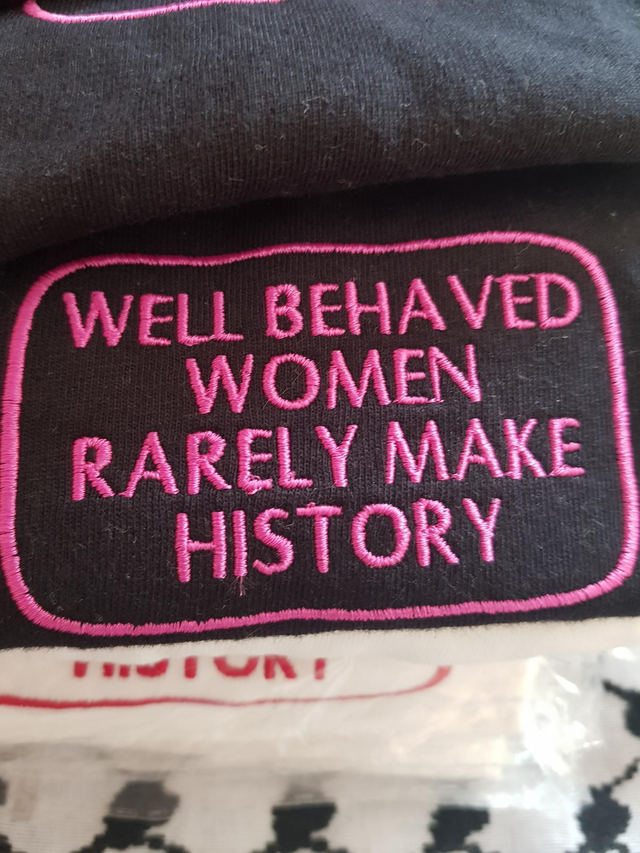 WELL BEHAVED
WOMEN
RARELY MAKE
HISTORY
HISTORY